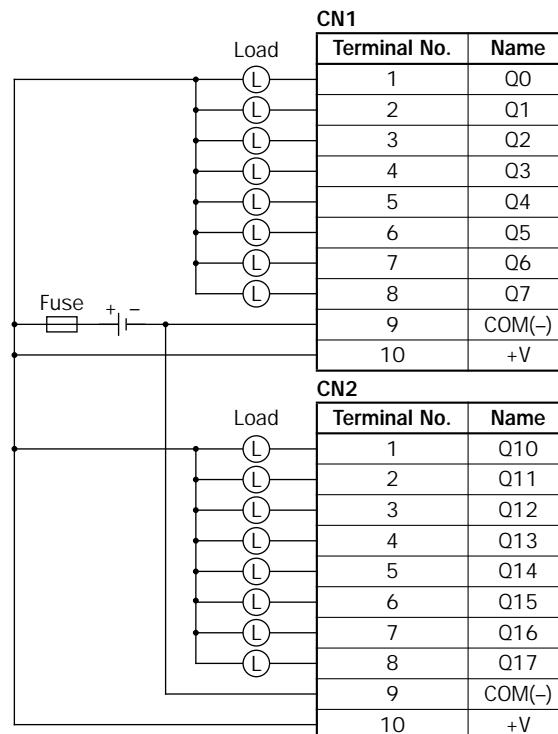 CN1
Load Terminal No. Name
L 1 Q0
L 2 Q1
L 3 Q2
L 4 Q3
L 5 Q4
L 6 Q5
L 7 Q6
L 8 Q7
Fuse + – 9 COM(–)
10 +V
CN2
Load Terminal No. Name
L 1 Q10
L 2 Q11
L 3 Q12
L 4 Q13
L 5 Q14
L 6 Q15
L 7 Q16
L 8 Q17
9 COM(–)
10 +V